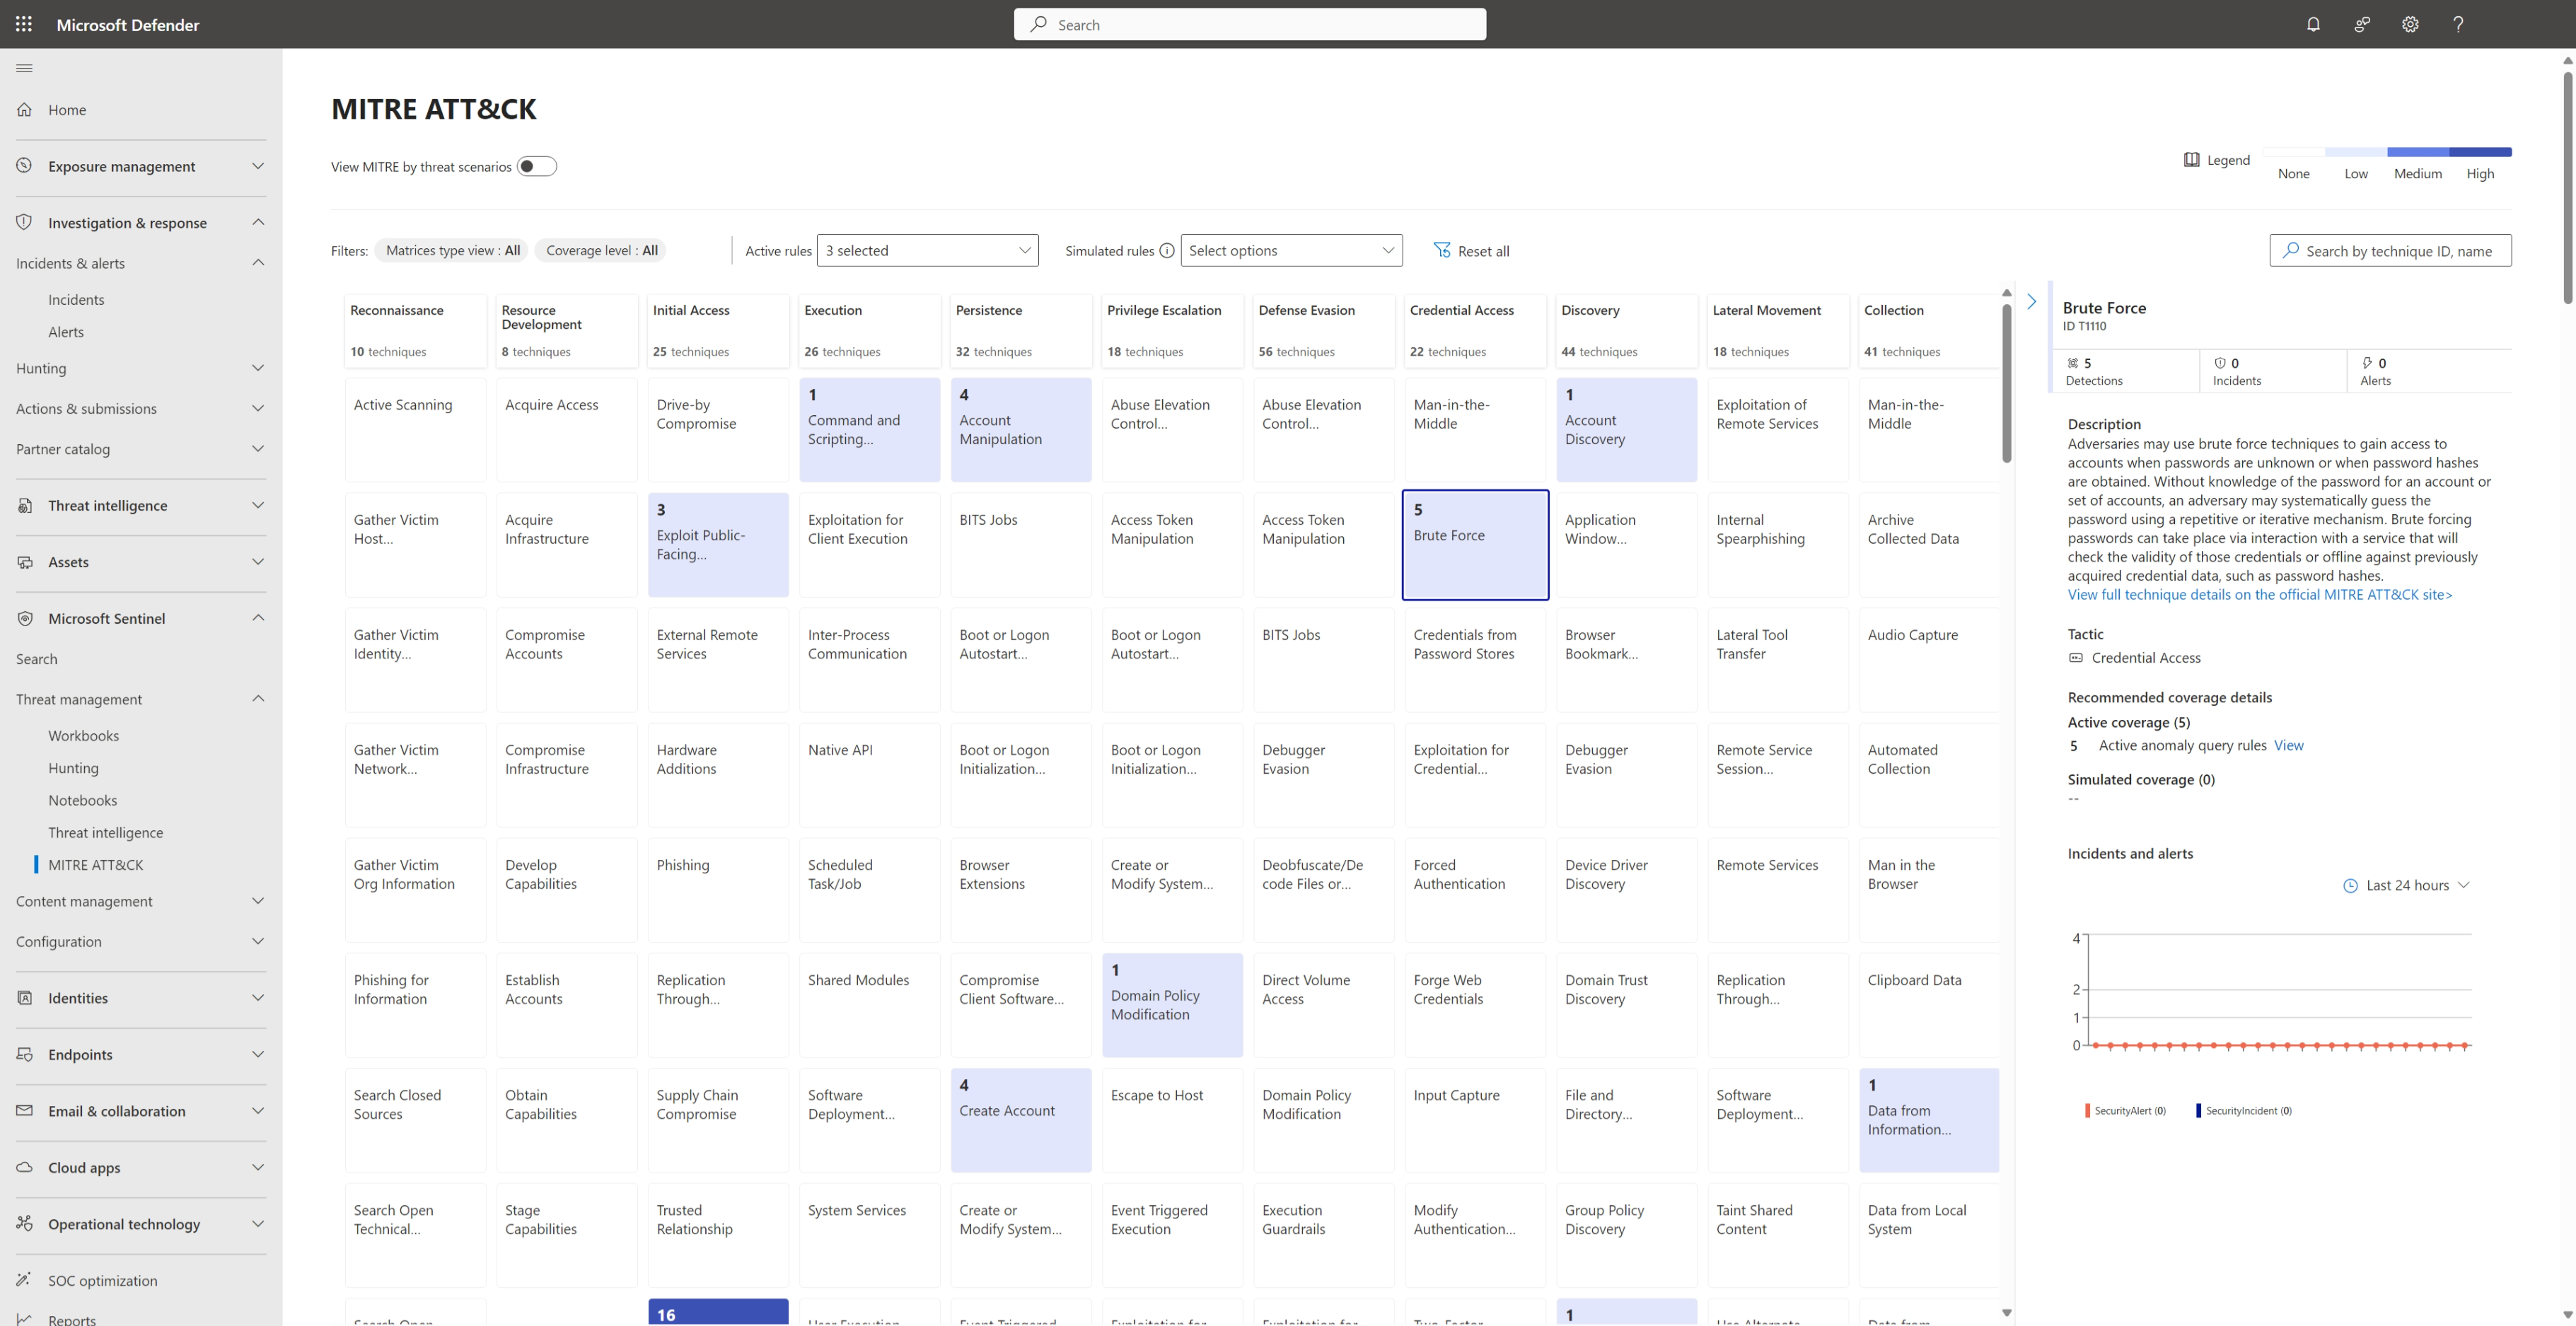 Microsoft Defender
Search
Home
Exposure management
Investigation & response
Incidents & alerts
Incidents
Alerts
Hunting
Actions & submissions
Partner catalog
Threat intelligence
Assets
Microsoft Sentinel
Search
Threat management
Workbooks
Hunting
Notebooks
Threat intelligence
MITRE ATT&CK
Content management
Configuration
Identities
Endpoints
Email & collaboration
Cloud apps
Operational technology
SOC optimization
Reports
MITRE ATT&CK
View MITRE by threat scenarios
Legend
None Low Medium High
Filters: Matrices type view : All Coverage level : All Active rules 3 selected Simulated rules Select options Reset all
Search by technique ID, name
Reconnaissance
10 techniques
Active Scanning
Gather Victim
Host...
Gather Victim
Identity...
Gather Victim
Network...
Gather Victim
Org Information
Phishing for
Information
Search Closed
Sources
Search Open
Technical...
Resource
Development
8 techniques
Acquire Access
Acquire
Infrastructure
Compromise
Accounts
Compromise
Infrastructure
Develop
Capabilities
Establish
Accounts
Obtain
Capabilities
Stage
Capabilities
Initial Access
25 techniques
Drive-by
Compromise
3
Exploit Public-
Facing...
External Remote
Services
Hardware
Additions
Phishing
Replication
Through...
Supply Chain
Compromise
Trusted
Relationship
16
Execution
26 techniques
1
Command and
Scripting...
Exploitation for
Client Execution
Inter-Process
Communication
Native API
Scheduled
Task/Job
Shared Modules
Software
Deployment...
System Services
Persistence
32 techniques
4
Account
Manipulation
BITS Jobs
Boot or Logon
Autostart...
Boot or Logon
Initialization...
Browser
Extensions
Compromise
Client Software...
4
Create Account
Create or
Modify System...
Privilege Escalation
18 techniques
Abuse Elevation
Control...
Access Token
Manipulation
Boot or Logon
Autostart...
Boot or Logon
Initialization...
Create or
Modify System...
1
Domain Policy
Modification
Escape to Host
Event Triggered
Execution
Defense Evasion
56 techniques
Abuse Elevation
Control...
Access Token
Manipulation
BITS Jobs
Debugger
Evasion
Deobfuscate/De
code Files or...
Direct Volume
Access
Domain Policy
Modification
Execution
Guardrails
Credential Access
22 techniques
Man-in-the-
Middle
5
Brute Force
Credentials from
Password Stores
Exploitation for
Credential...
Forced
Authentication
Forge Web
Credentials
Input Capture
Modify
Authentication...
Discovery
44 techniques
1
Account
Discovery
Application
Window...
Browser
Bookmark...
Debugger
Evasion
Device Driver
Discovery
Domain Trust
Discovery
File and
Directory...
Group Policy
Discovery
1
Lateral Movement
18 techniques
Exploitation of
Remote Services
Internal
Spearphishing
Lateral Tool
Transfer
Remote Service
Session...
Remote Services
Replication
Through...
Software
Deployment...
Taint Shared
Content
Collection
41 techniques
Man-in-the-
Middle
Archive
Collected Data
Audio Capture
Automated
Collection
Man in the
Browser
Clipboard Data
1
Data from
Information...
Data from Local
System
Brute Force
ID T1110
5
Detections
0
Incidents
0
Alerts
Description
Adversaries may use brute force techniques to gain access to
accounts when passwords are unknown or when password hashes
are obtained. Without knowledge of the password for an account or
set of accounts, an adversary may systematically guess the
password using a repetitive or iterative mechanism. Brute forcing
passwords can take place via interaction with a service that will
check the validity of those credentials or offline against previously
acquired credential data, such as password hashes.
View full technique details on the official MITRE ATT&CK site>
Tactic
Credential Access
Recommended coverage details
Active coverage (5)
5 Active anomaly query rules View
Simulated coverage (0)
--
Incidents and alerts
Last 24 hours
4
2
1
0
SecurityAlert (0) SecurityIncident (0)